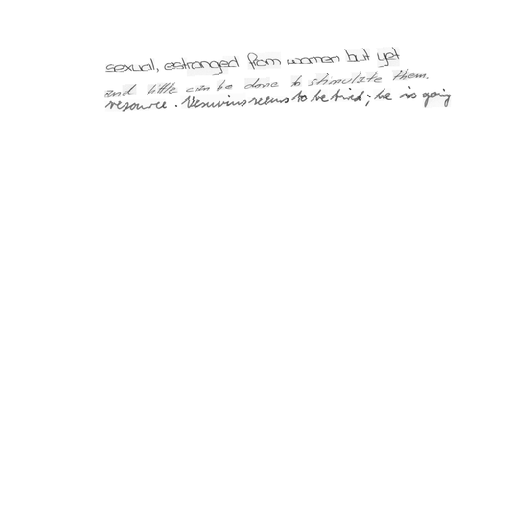 sexual, estranged from women but yet
and little can be done to stimulate them.
resource. Vesuvius seems to be tired; he is going